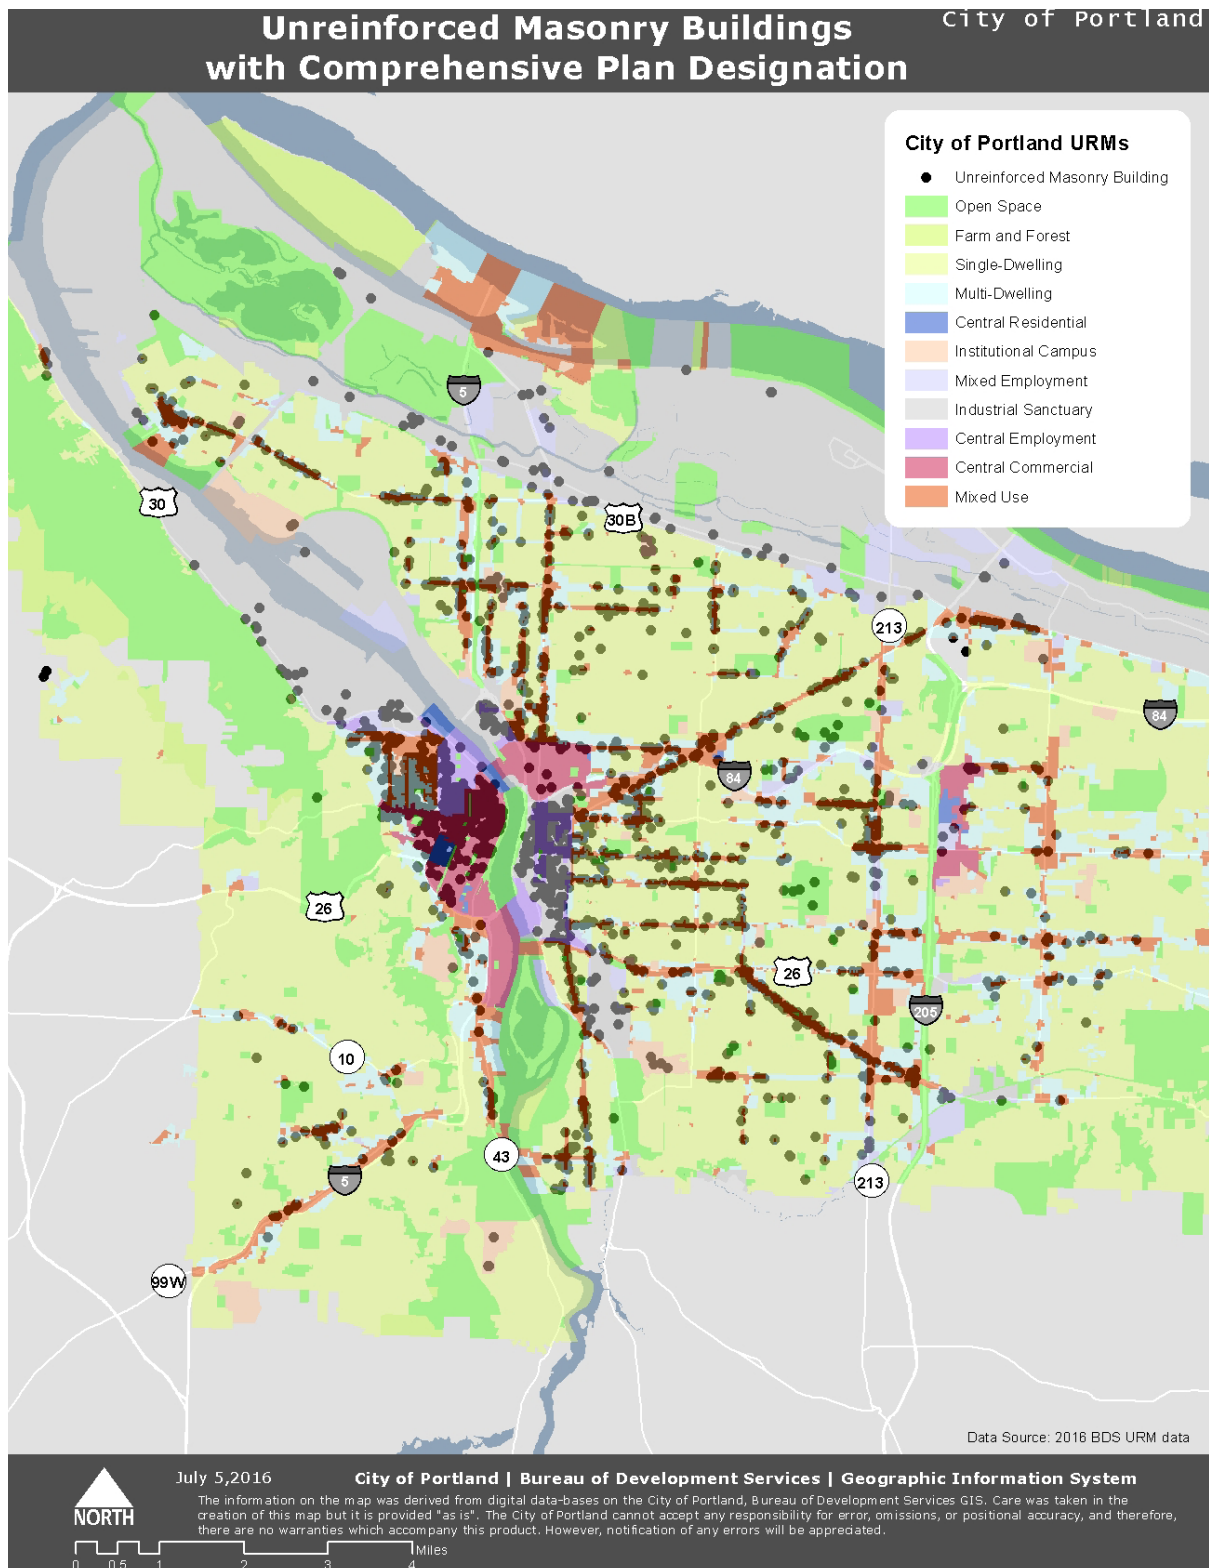 City of Portland
Unreinforced Masonry Buildings
with Comprehensive Plan Designation
City of Portland URMs
Unreinforced Masonry Building
Open Space
Farm and Forest
Single-Dwelling
Multi-Dwelling
Central Residential
Institutional Campus
Mixed Employment
Industrial Sanctuary
Central Employment
Central Commercial
Mixed Use
5
30
30B
213
84
84
26
26
205
10
43
5
213
99W
Data Source: 2016 BDS URM data
July 5,2016
City of Portland | Bureau of Development Services | Geographic Information System
The information on the map was derived from digital data-bases on the City of Portland, Bureau of Development Services GIS. Care was taken in the
creation of this map but it is provided "as is". The City of Portland cannot accept any responsibility for error, omissions, or positional accuracy, and therefore,
there are no warranties which accompany this product. However, notification of any errors will be appreciated.
NORTH
Miles
0 0.5 1 2 3 4